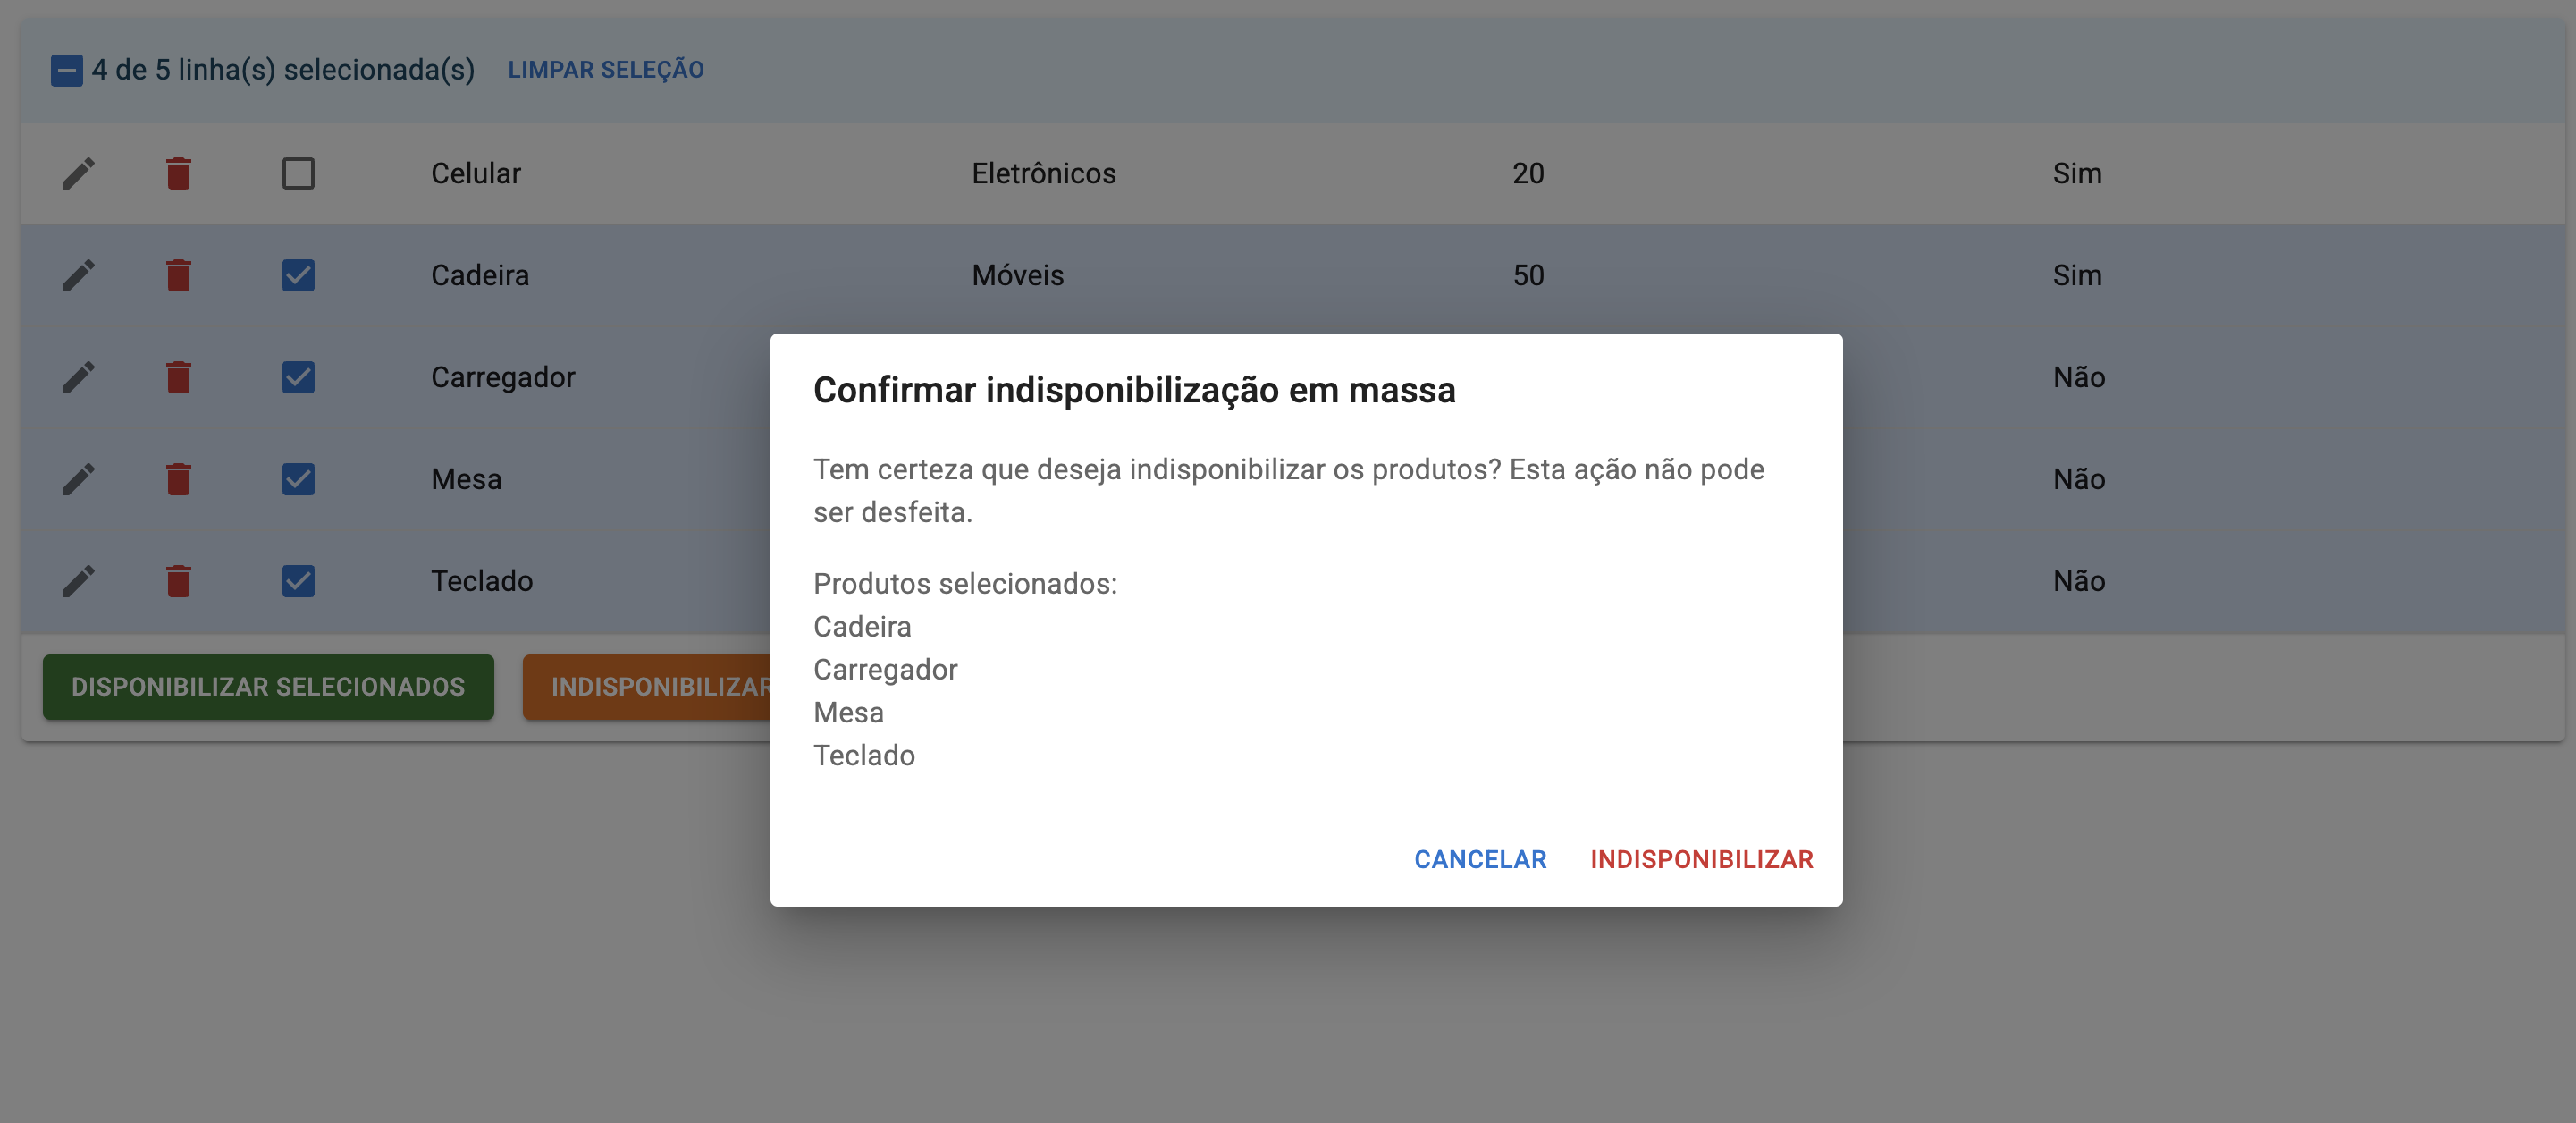 4 de 5 linha(s) selecionada(s) LIMPAR SELEÇÃO
Celular Eletrônicos 20 Sim
Cadeira Móveis 50 Sim
Carregador Não
Mesa Não
Teclado Não
DISPONIBILIZAR SELECIONADOS INDISPONIBILIZAR
Confirmar indisponibilização em massa
Tem certeza que deseja indisponibilizar os produtos? Esta ação não pode
ser desfeita.
Produtos selecionados:
Cadeira
Carregador
Mesa
Teclado
CANCELAR INDISPONIBILIZAR